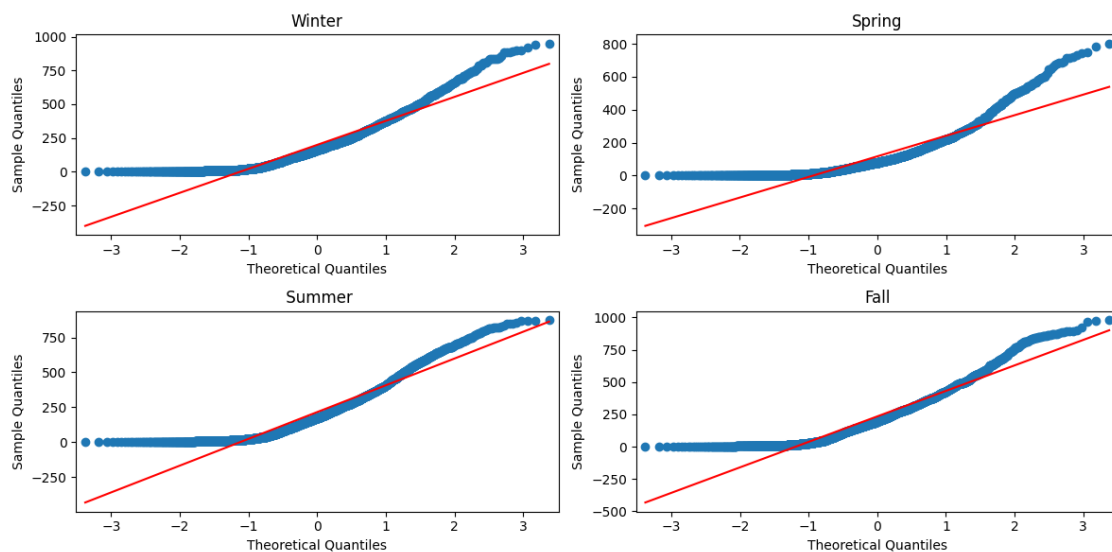 Winter
1000
750
500
250
0
−250
Sample Quantiles
−3 −2 −1 0 1 2 3
Theoretical Quantiles
Spring
800
600
400
200
0
−200
Sample Quantiles
−3 −2 −1 0 1 2 3
Theoretical Quantiles
Summer
750
500
250
0
−250
Sample Quantiles
−3 −2 −1 0 1 2 3
Theoretical Quantiles
Fall
1000
750
500
250
0
−250
−500
Sample Quantiles
−3 −2 −1 0 1 2 3
Theoretical Quantiles